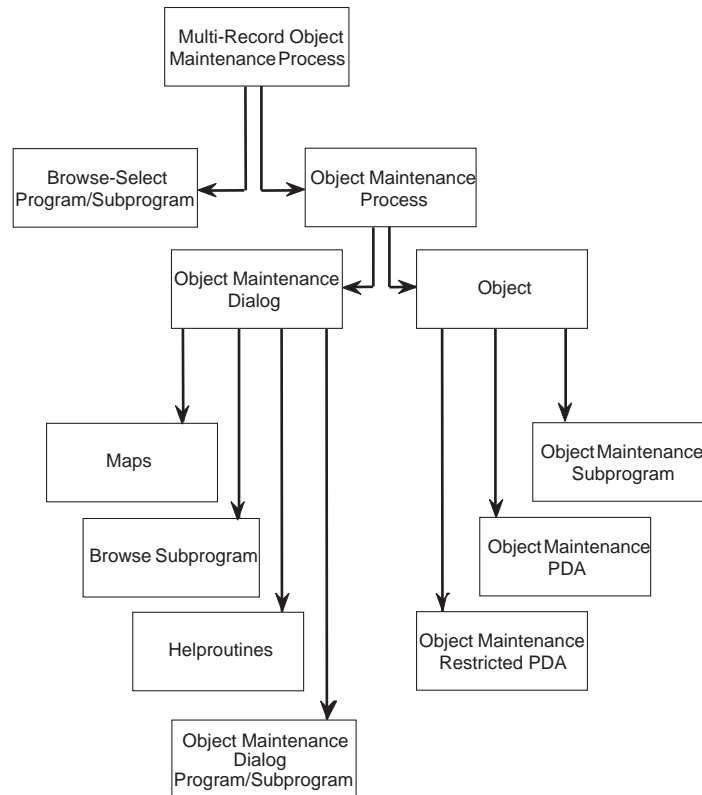 Multi-Record Object
Maintenance Process
Browse-Select
Program/Subprogram
Object Maintenance
Process
Object Maintenance
Dialog
Object
Maps
Object Maintenance
Subprogram
Browse Subprogram
Object Maintenance
PDA
Helproutines
Object Maintenance
Restricted PDA
Object Maintenance
Dialog
Program/Subprogram